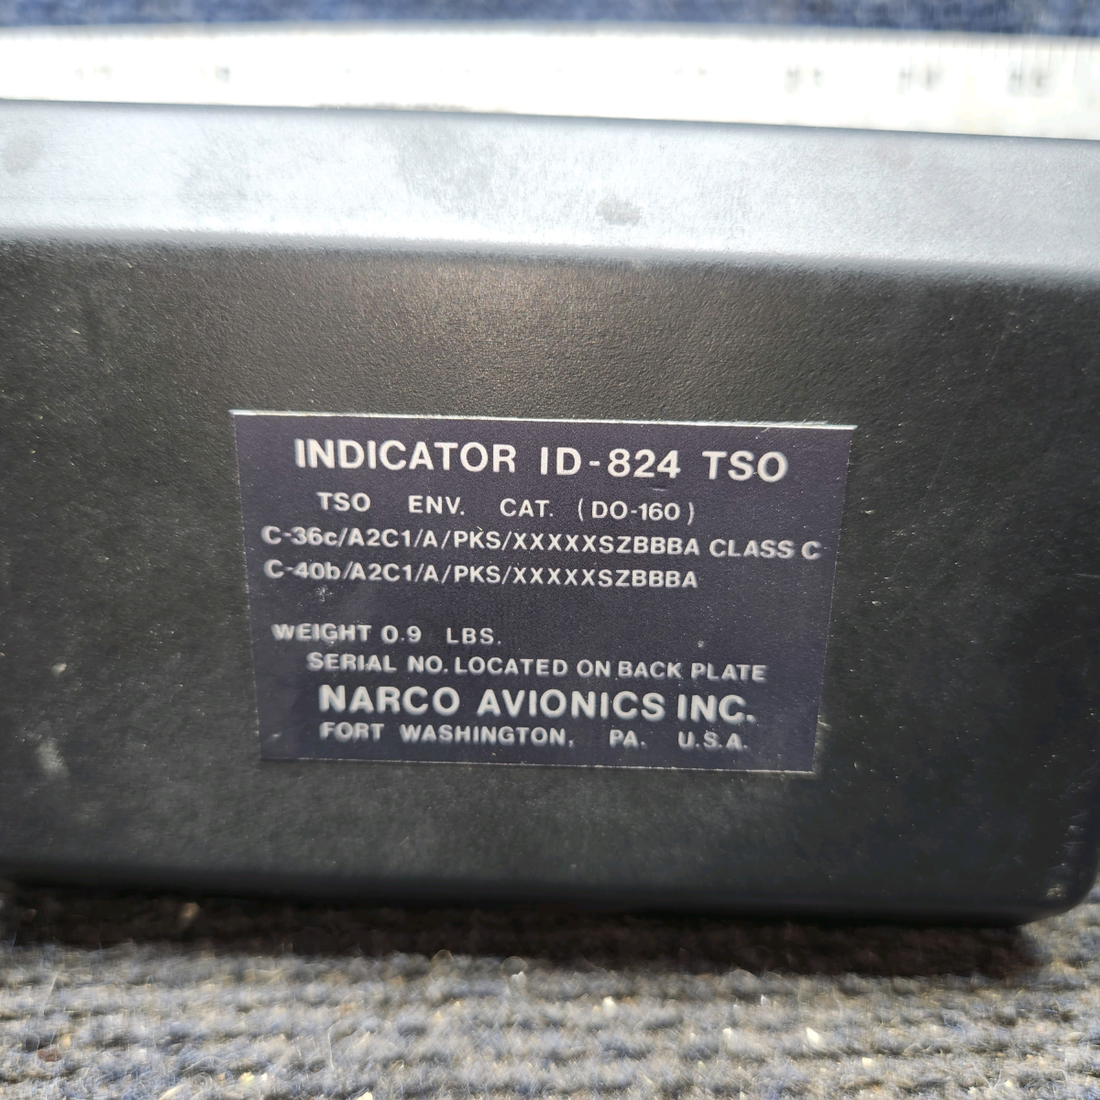 INDICATOR ID-824 TSO
TSO ENV. CAT. (DO-160)
C-36c/A2C1/A/PKS/XXXXXSZBBBA CLASS C
C-40b/A2C1/A/PKS/XXXXXSZBBBA
WEIGHT 0.9 LBS.
SERIAL NO. LOCATED ON BACK PLATE
NARCO AVIONICS INC.
FORT WASHINGTON, PA. U.S.A.